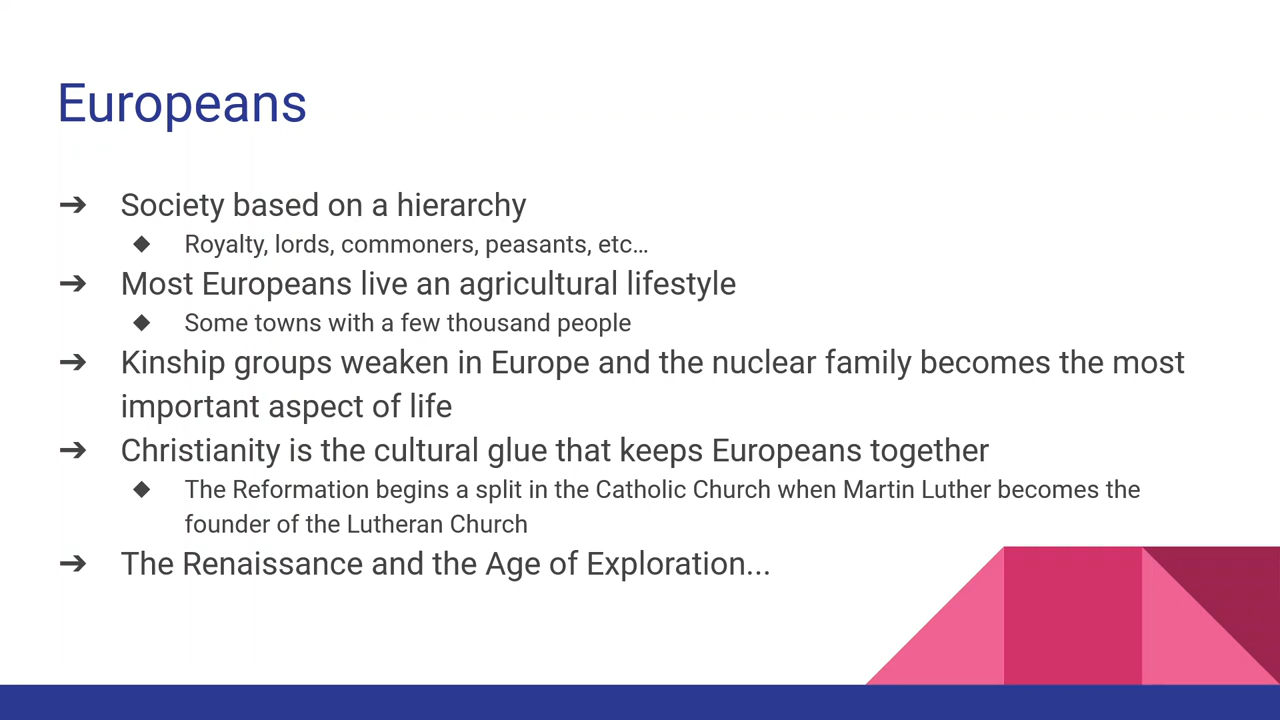 Europeans
➔ Society based on a hierarchy
◆ Royalty, lords, commoners, peasants, etc…
➔ Most Europeans live an agricultural lifestyle
◆ Some towns with a few thousand people
➔ Kinship groups weaken in Europe and the nuclear family becomes the most
important aspect of life
➔ Christianity is the cultural glue that keeps Europeans together
◆ The Reformation begins a split in the Catholic Church when Martin Luther becomes the
founder of the Lutheran Church
➔ The Renaissance and the Age of Exploration...